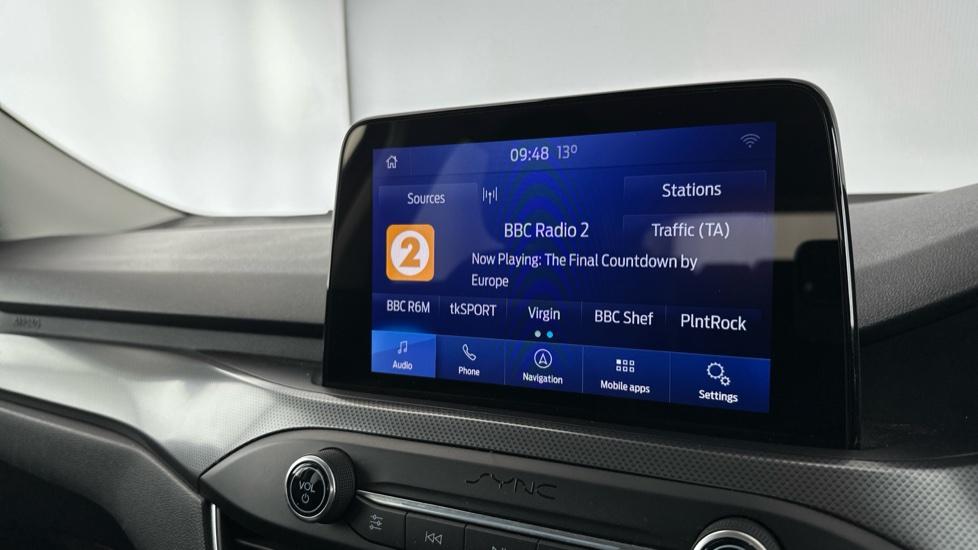 09:48 13°
Sources
Stations
BBC Radio 2
Traffic (TA)
2
Now Playing: The Final Countdown by
Europe
BBC R6M tkSPORT Virgin BBC Shef PlntRock
Audio Phone Navigation Mobile apps Settings
AIRBAG
VOL
SYNC